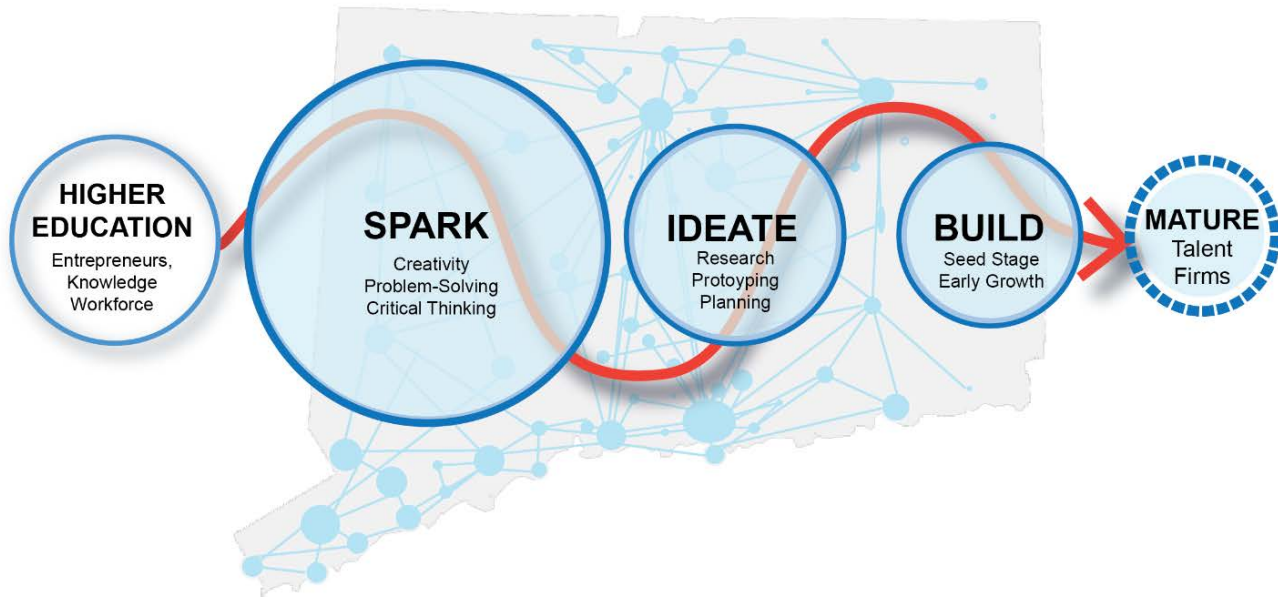 HIGHER
EDUCATION
Entrepreneurs,
Knowledge
Workforce
SPARK
Creativity
Problem-Solving
Critical Thinking
IDEATE
Research
Protoyping
Planning
BUILD
Seed Stage
Early Growth
MATURE
Talent
Firms